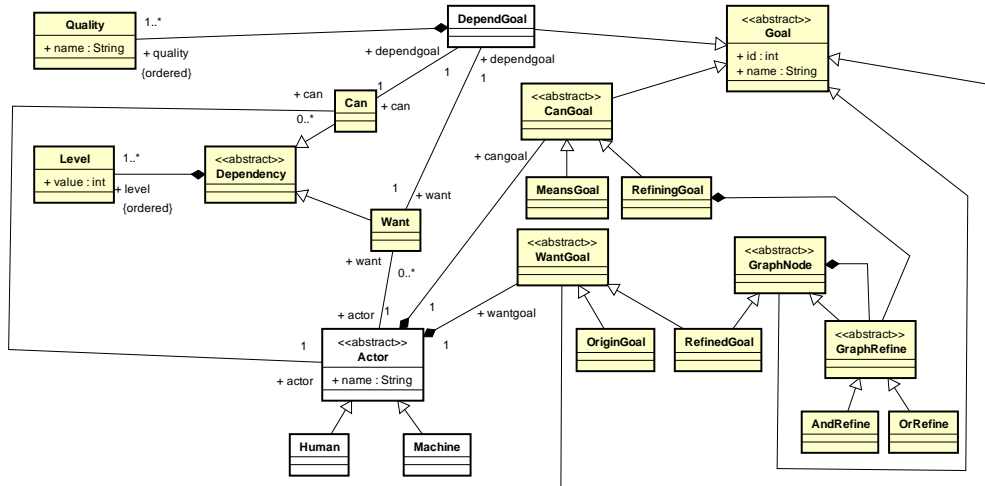 Quality
+ name : String
1..*
+ quality
{ordered}
DependGoal
+ dependgoal
1
+ dependgoal
1
<<abstract>>
Goal
+ id : int
+ name : String
+ can
0..*
Can
1
+ can
<<abstract>>
CanGoal
+ cangoal
Level
+ value : int
1..*
+ level
{ordered}
<<abstract>>
Dependency
MeansGoal
RefiningGoal
1
+ want
Want
+ want
0..*
<<abstract>>
WantGoal
+ wantgoal
<<abstract>>
GraphNode
+ actor
1
1
1
1
+ actor
<<abstract>>
Actor
+ name : String
OriginGoal
RefinedGoal
<<abstract>>
GraphRefine
AndRefine
OrRefine
Human
Machine